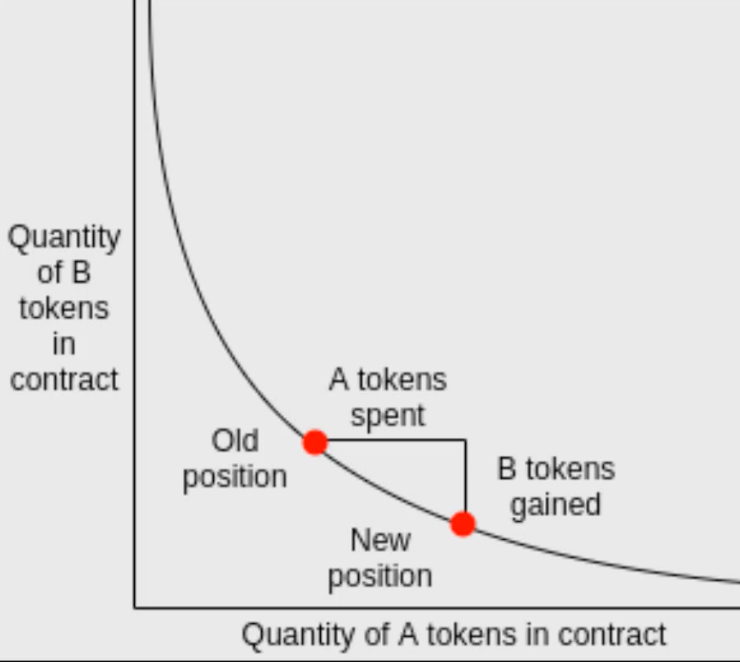 Quantity
of B
tokens
in
contract
A tokens
spent
Old
position
B tokens
gained
New
position
Quantity of A tokens in contract